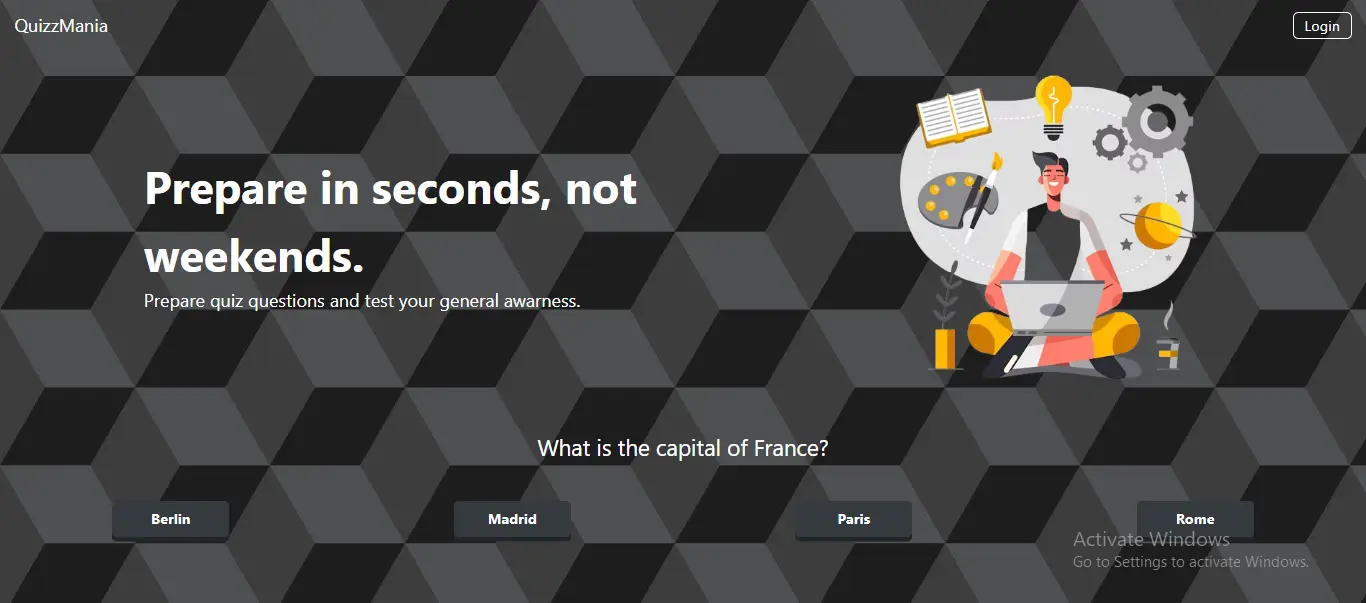 QuizzMania
Login
Prepare in seconds, not
weekends.
Prepare quiz questions and test your general awarness.
What is the capital of France?
Berlin
Madrid
Paris
Rome
Activate Windows
Go to Settings to activate Windows.